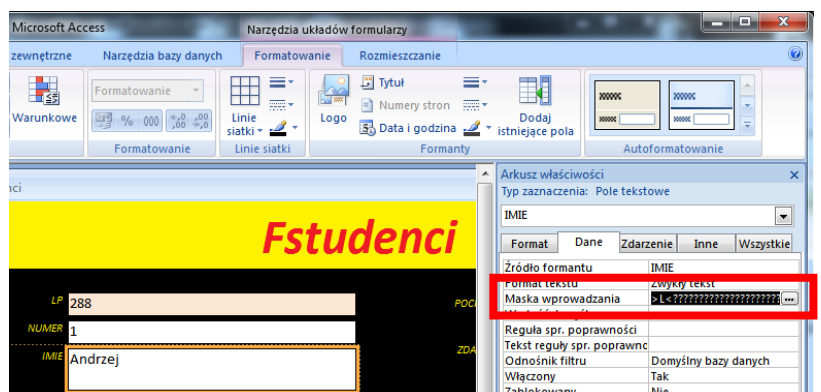 Microsoft Access
Narzędzia układów formularzy
zewnętrzne Narzędzia bazy danych Formatowanie Rozmieszczanie
Warunkowe
Formatowanie
% 000
Formatowanie
Linie siatki
Linie siatki
Logo
Tytuł
Numery stron
Data i godzina
Dodaj istniejące pola
Formanty
Autoformatowanie
nci
Fstudenci
LP 288
NUMER 1
IMIE Andrzej
Arkusz właściwości
Typ zaznaczenia: Pole tekstowe
IMIE
Format Dane Zdarzenie Inne Wszystkie
Źródło formantu IMIE
Format tekstu Zwykły tekst
Maska wprowadzania
Reguła spr. poprawności
Tekst reguły spr. poprawno
Odnośnik filtru Domyślny bazy danych
Włączony Tak
Zablokowany Nie